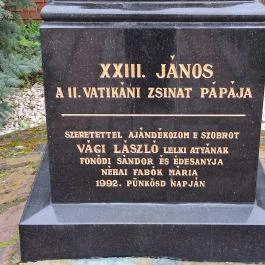 XXIII. JÁNOS
A II. VATIKÁNI ZSINAT PÁPÁJA
SZERETETTEL AJÁNDÉKOZOM E SZOBROT
VÁGI LÁSZLÓ LELKI ATYÁNAK
FONÓDI SÁNDOR ÉS ÉDESANYJA
NÉHAI FABÓK MÁRIA
1992. PÜNKÖSD NAPJÁN